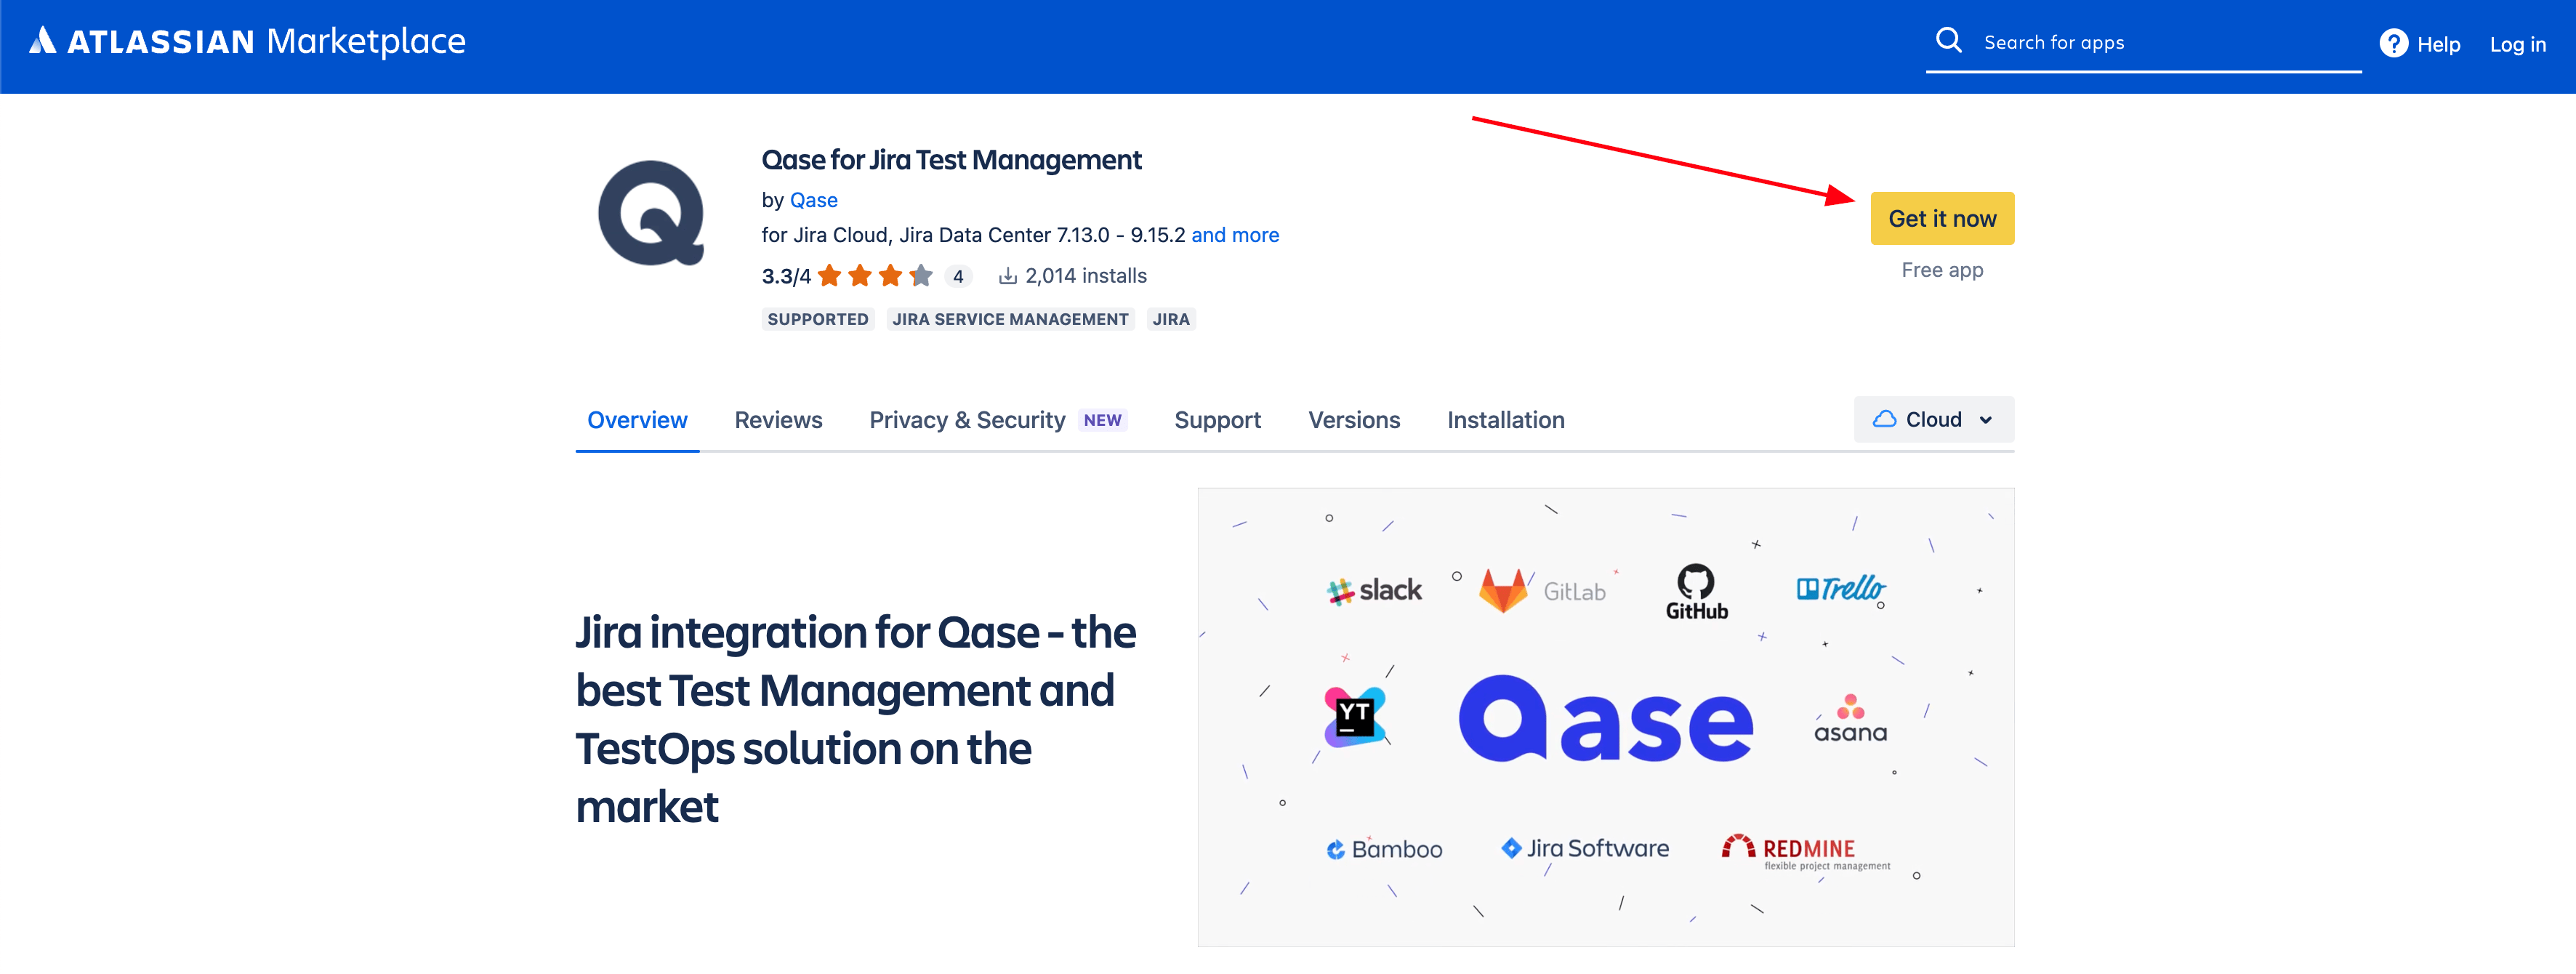 ATLASSIAN Marketplace
Search for apps
? Help
Log in
Qase for Jira Test Management
by Qase
for Jira Cloud, Jira Data Center 7.13.0 - 9.15.2 and more
3.3/4 4 2,014 installs
SUPPORTED JIRA SERVICE MANAGEMENT JIRA
Get it now
Free app
Overview Reviews Privacy & Security NEW Support Versions Installation Cloud
Jira integration for Qase – the
best Test Management and
TestOps solution on the
market
slack GitLab GitHub Trello
YT Qase asana
Bamboo Jira Software REDMINE
flexible project management